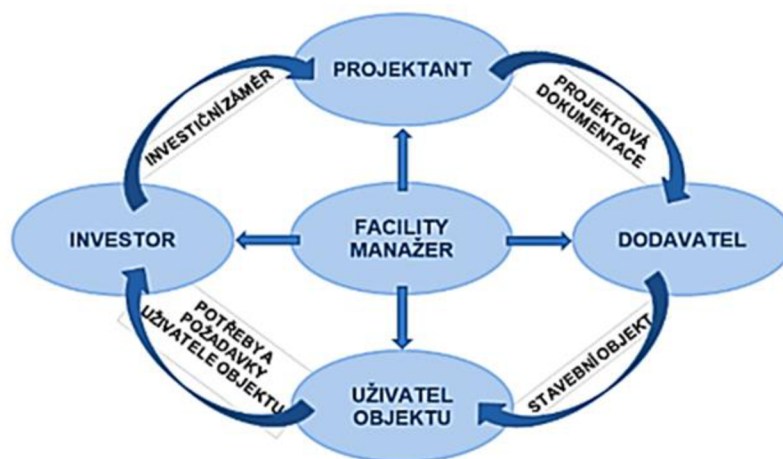 PROJEKTANT
INVESTIČNÍ ZÁMĚR
PROJEKTOVÁ
DOKUMENTACE
INVESTOR
FACILITY
MANAŽER
DODAVATEL
POTŘEBY A
POŽADAVKY
UŽIVATELE OBJEKTU
STAVEBNÍ OBJEKT
UŽIVATEL
OBJEKTU